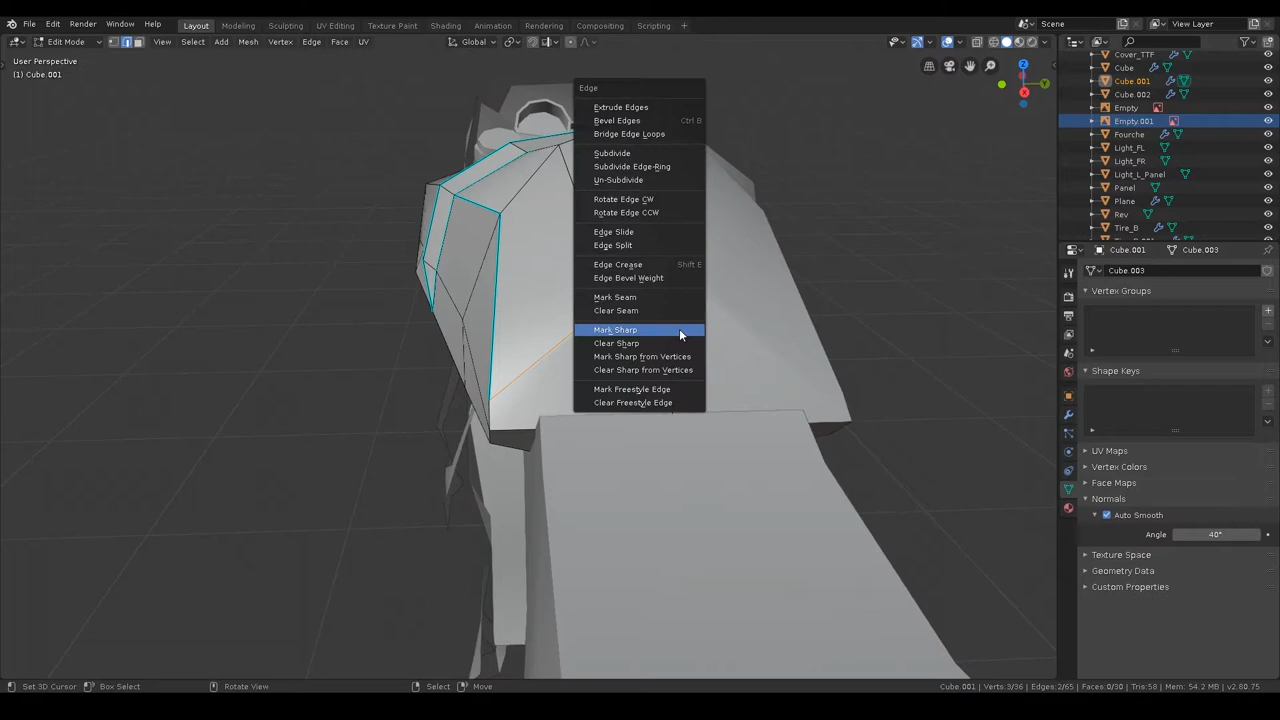 File Edit Render Window Help
Layout Modeling Sculpting UV Editing Texture Paint Shading Animation Rendering Compositing Scripting +
Scene
View Layer
Edit Mode
View Select Add Mesh Vertex Edge Face UV
Global
User Perspective
(1) Cube.001
Z
Y
X
Edge
Extrude Edges
Bevel Edges Ctrl B
Bridge Edge Loops
Subdivide
Subdivide Edge-Ring
Un-Subdivide
Rotate Edge CW
Rotate Edge CCW
Edge Slide
Edge Split
Edge Crease Shift E
Edge Bevel Weight
Mark Seam
Clear Seam
Mark Sharp
Clear Sharp
Mark Sharp from Vertices
Clear Sharp from Vertices
Mark Freestyle Edge
Clear Freestyle Edge
Cover_TTF
Cube
Cube.001
Cube.002
Empty
Empty.001
Fourche
Light_FL
Light_FR
Light_L_Panel
Panel
Plane
Rev
Tire_B
Cube.001 Cube.003
Cube.003
Vertex Groups
Shape Keys
UV Maps
Vertex Colors
Face Maps
Normals
Auto Smooth
Angle 40°
Texture Space
Geometry Data
Custom Properties
Set 3D Cursor Box Select Rotate View Select Move
Cube.001 | Verts:3/36 | Edges:2/65 | Faces:0/30 | Tris:58 | Mem: 54.2 MB | v2.80.75